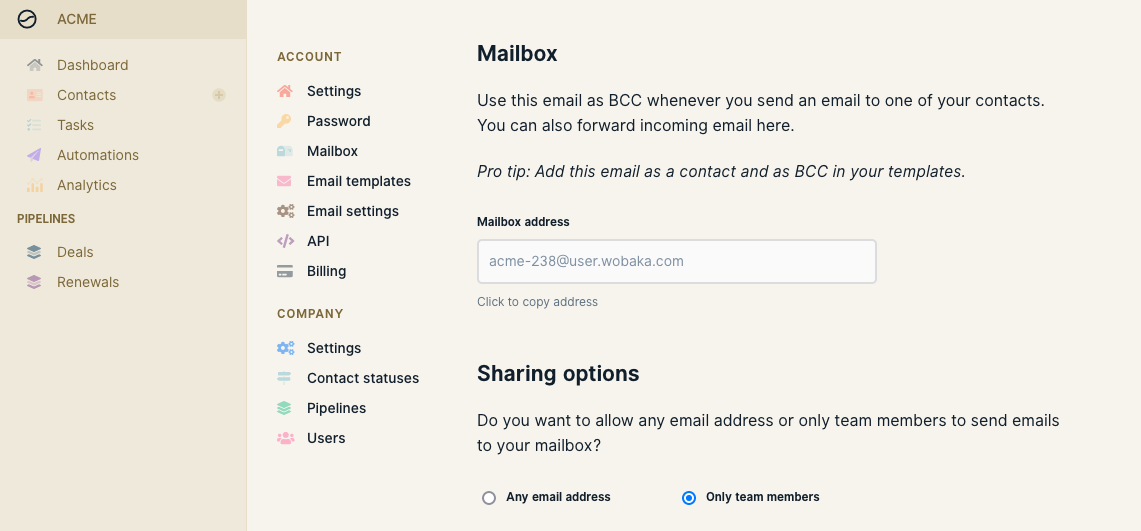 ACME
Dashboard
Contacts
Tasks
Automations
Analytics
PIPELINES
Deals
Renewals
ACCOUNT
Settings
Password
Mailbox
Email templates
Email settings
API
Billing
COMPANY
Settings
Contact statuses
Pipelines
Users
Mailbox
Use this email as BCC whenever you send an email to one of your contacts.
You can also forward incoming email here.
Pro tip: Add this email as a contact and as BCC in your templates.
Mailbox address
acme-238@user.wobaka.com
Click to copy address
Sharing options
Do you want to allow any email address or only team members to send emails
to your mailbox?
Any email address
Only team members